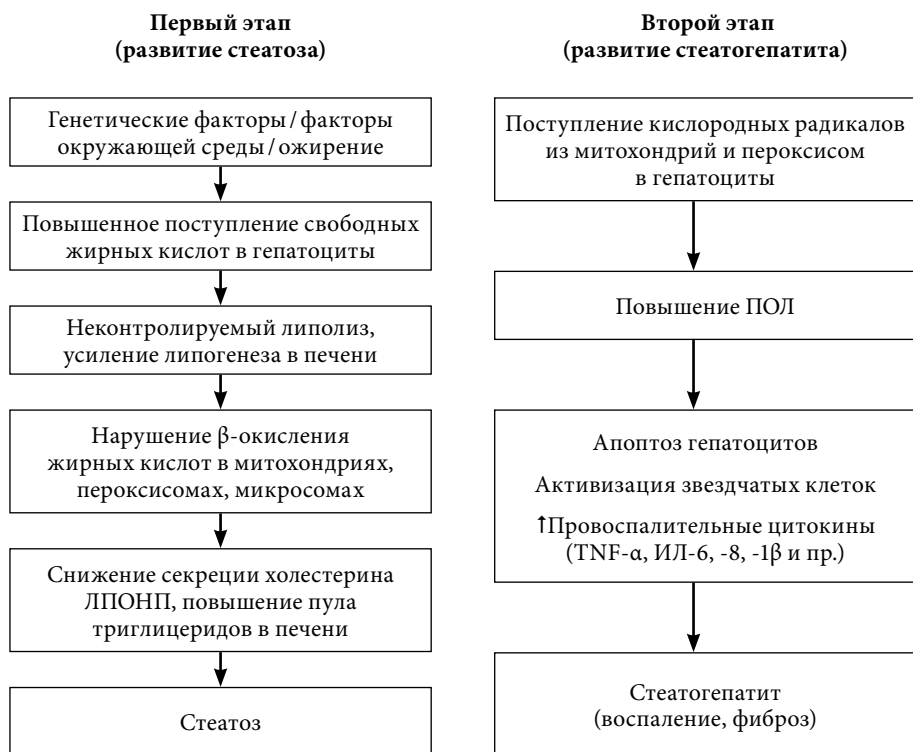 Первый этап
(развитие стеатоза)
Генетические факторы / факторы
окружающей среды / ожирение
Повышенное поступление свободных
жирных кислот в гепатоциты
Неконтролируемый липолиз,
усиление липогенеза в печени
Нарушение β-окисления
жирных кислот в митохондриях,
пероксисомах, микросомах
Снижение секреции холестерина
ЛПОНП, повышение пула
триглицеридов в печени
Стеатоз
Второй этап
(развитие стеатогепатита)
Поступление кислородных радикалов
из митохондрий и пероксисом
в гепатоциты
Повышение ПОЛ
Апоптоз гепатоцитов
Активизация звездчатых клеток
↑Провоспалительные цитокины
(TNF-α, ИЛ-6, -8, -1β и пр.)
Стеатогепатит
(воспаление, фиброз)